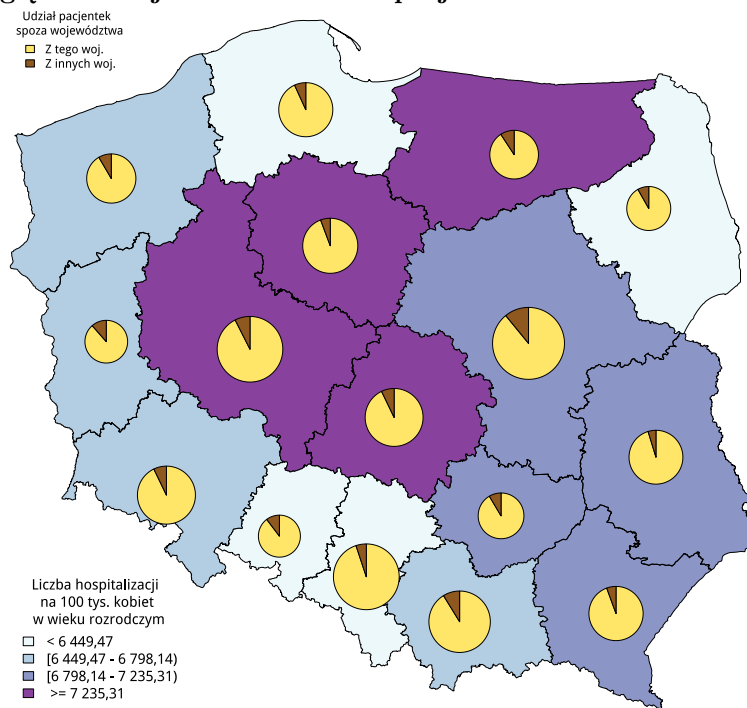 Udział pacjentek
spoza województwa
Z tego woj.
Z innych woj.
Liczba hospitalizacji
na 100 tys. kobiet
w wieku rozrodczym
< 6 449,47
[6 449,47 - 6 798,14)
[6 798,14 - 7 235,31)
>= 7 235,31